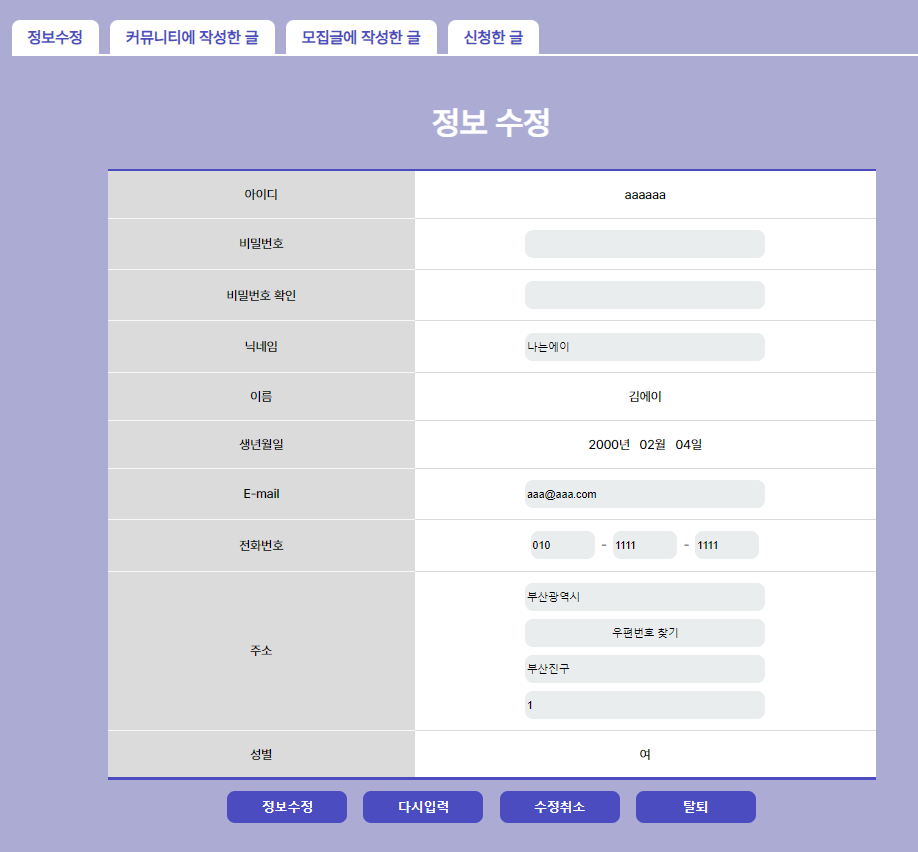 정보수정 커뮤니티에 작성한 글 모집글에 작성한 글 신청한 글
정보 수정
아이디 aaaaaa
비밀번호
비밀번호 확인
닉네임 나는에이
이름 김에이
생년월일 2000년 02월 04일
E-mail aaa@aaa.com
전화번호 010 - 1111 - 1111
부산광역시
우편번호 찾기
주소
부산진구
1
성별 여
정보수정 다시입력 수정취소 탈퇴